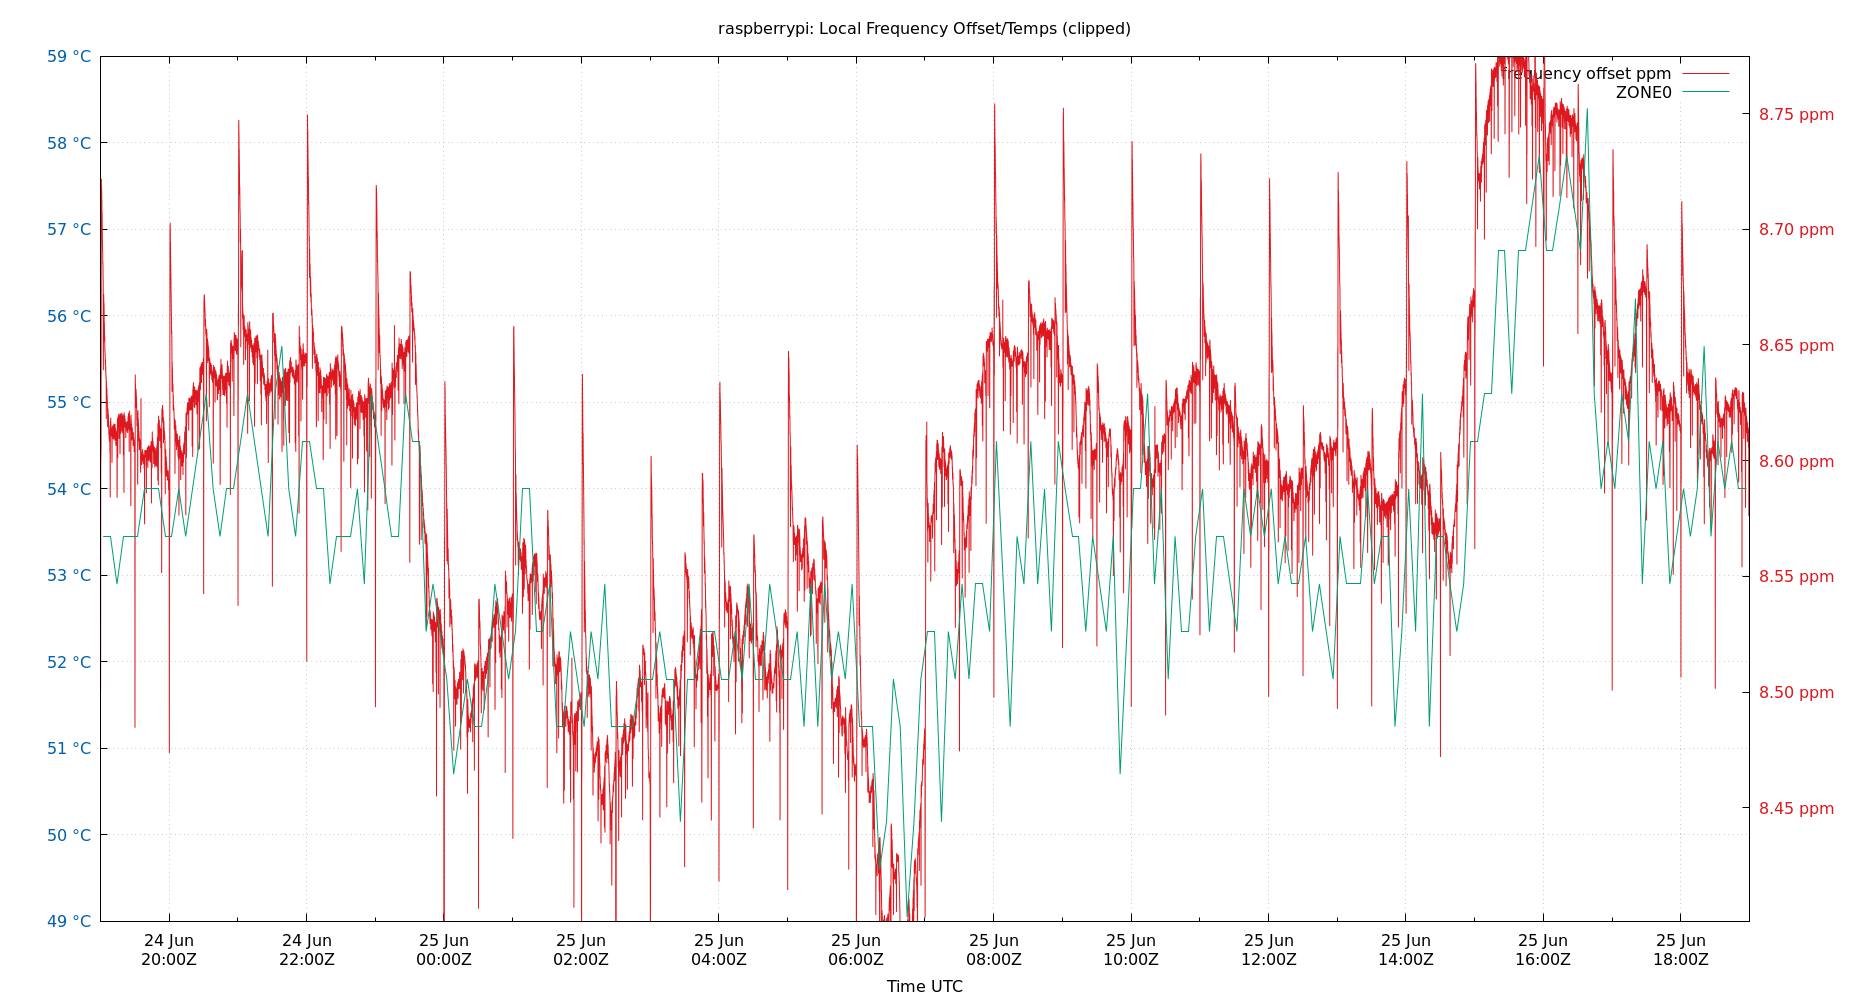 raspberrypi: Local Frequency Offset/Temps (clipped)
59 °C
58 °C
57 °C
56 °C
55 °C
54 °C
53 °C
52 °C
51 °C
50 °C
49 °C
frequency offset ppm
ZONE0
8.75 ppm
8.70 ppm
8.65 ppm
8.60 ppm
8.55 ppm
8.50 ppm
8.45 ppm
24 Jun 24 Jun 25 Jun 25 Jun 25 Jun 25 Jun 25 Jun 25 Jun 25 Jun 25 Jun 25 Jun 25 Jun
20:00Z 22:00Z 00:00Z 02:00Z 04:00Z 06:00Z 08:00Z 10:00Z 12:00Z 14:00Z 16:00Z 18:00Z
Time UTC